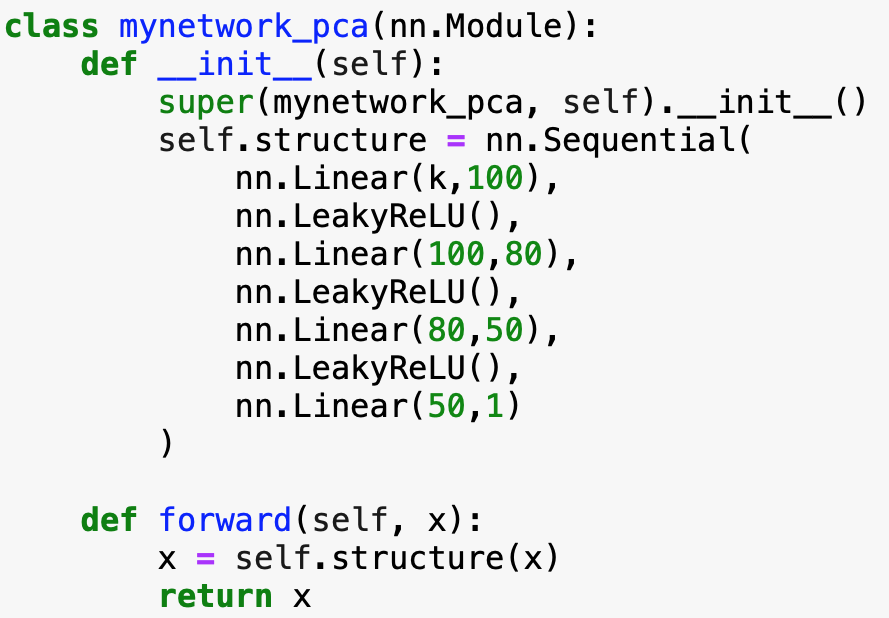 class mynetwork_pca(nn.Module):
    def __init__(self):
        super(mynetwork_pca, self).__init__()
        self.structure = nn.Sequential(
            nn.Linear(k,100),
            nn.LeakyReLU(),
            nn.Linear(100,80),
            nn.LeakyReLU(),
            nn.Linear(80,50),
            nn.LeakyReLU(),
            nn.Linear(50,1)
        )

    def forward(self, x):
        x = self.structure(x)
        return x